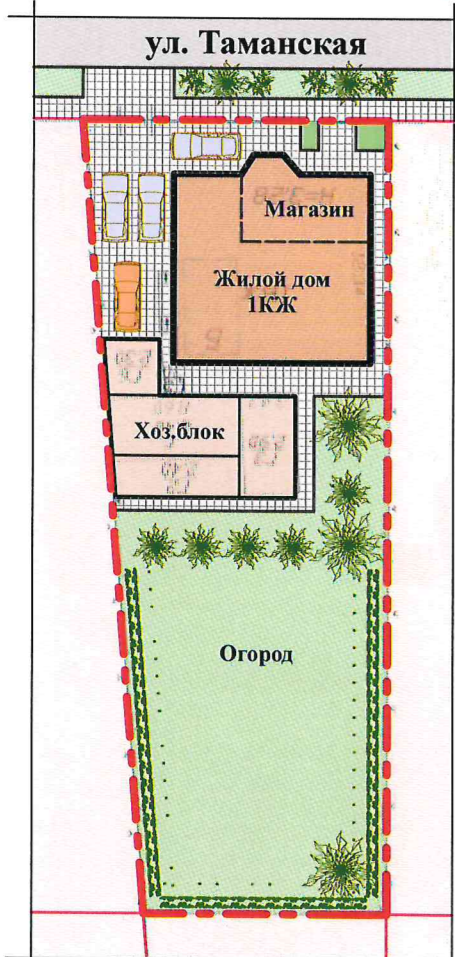 ул. Таманская
Магазин
Жилой дом
1КЖ
Хоз.блок
Огород